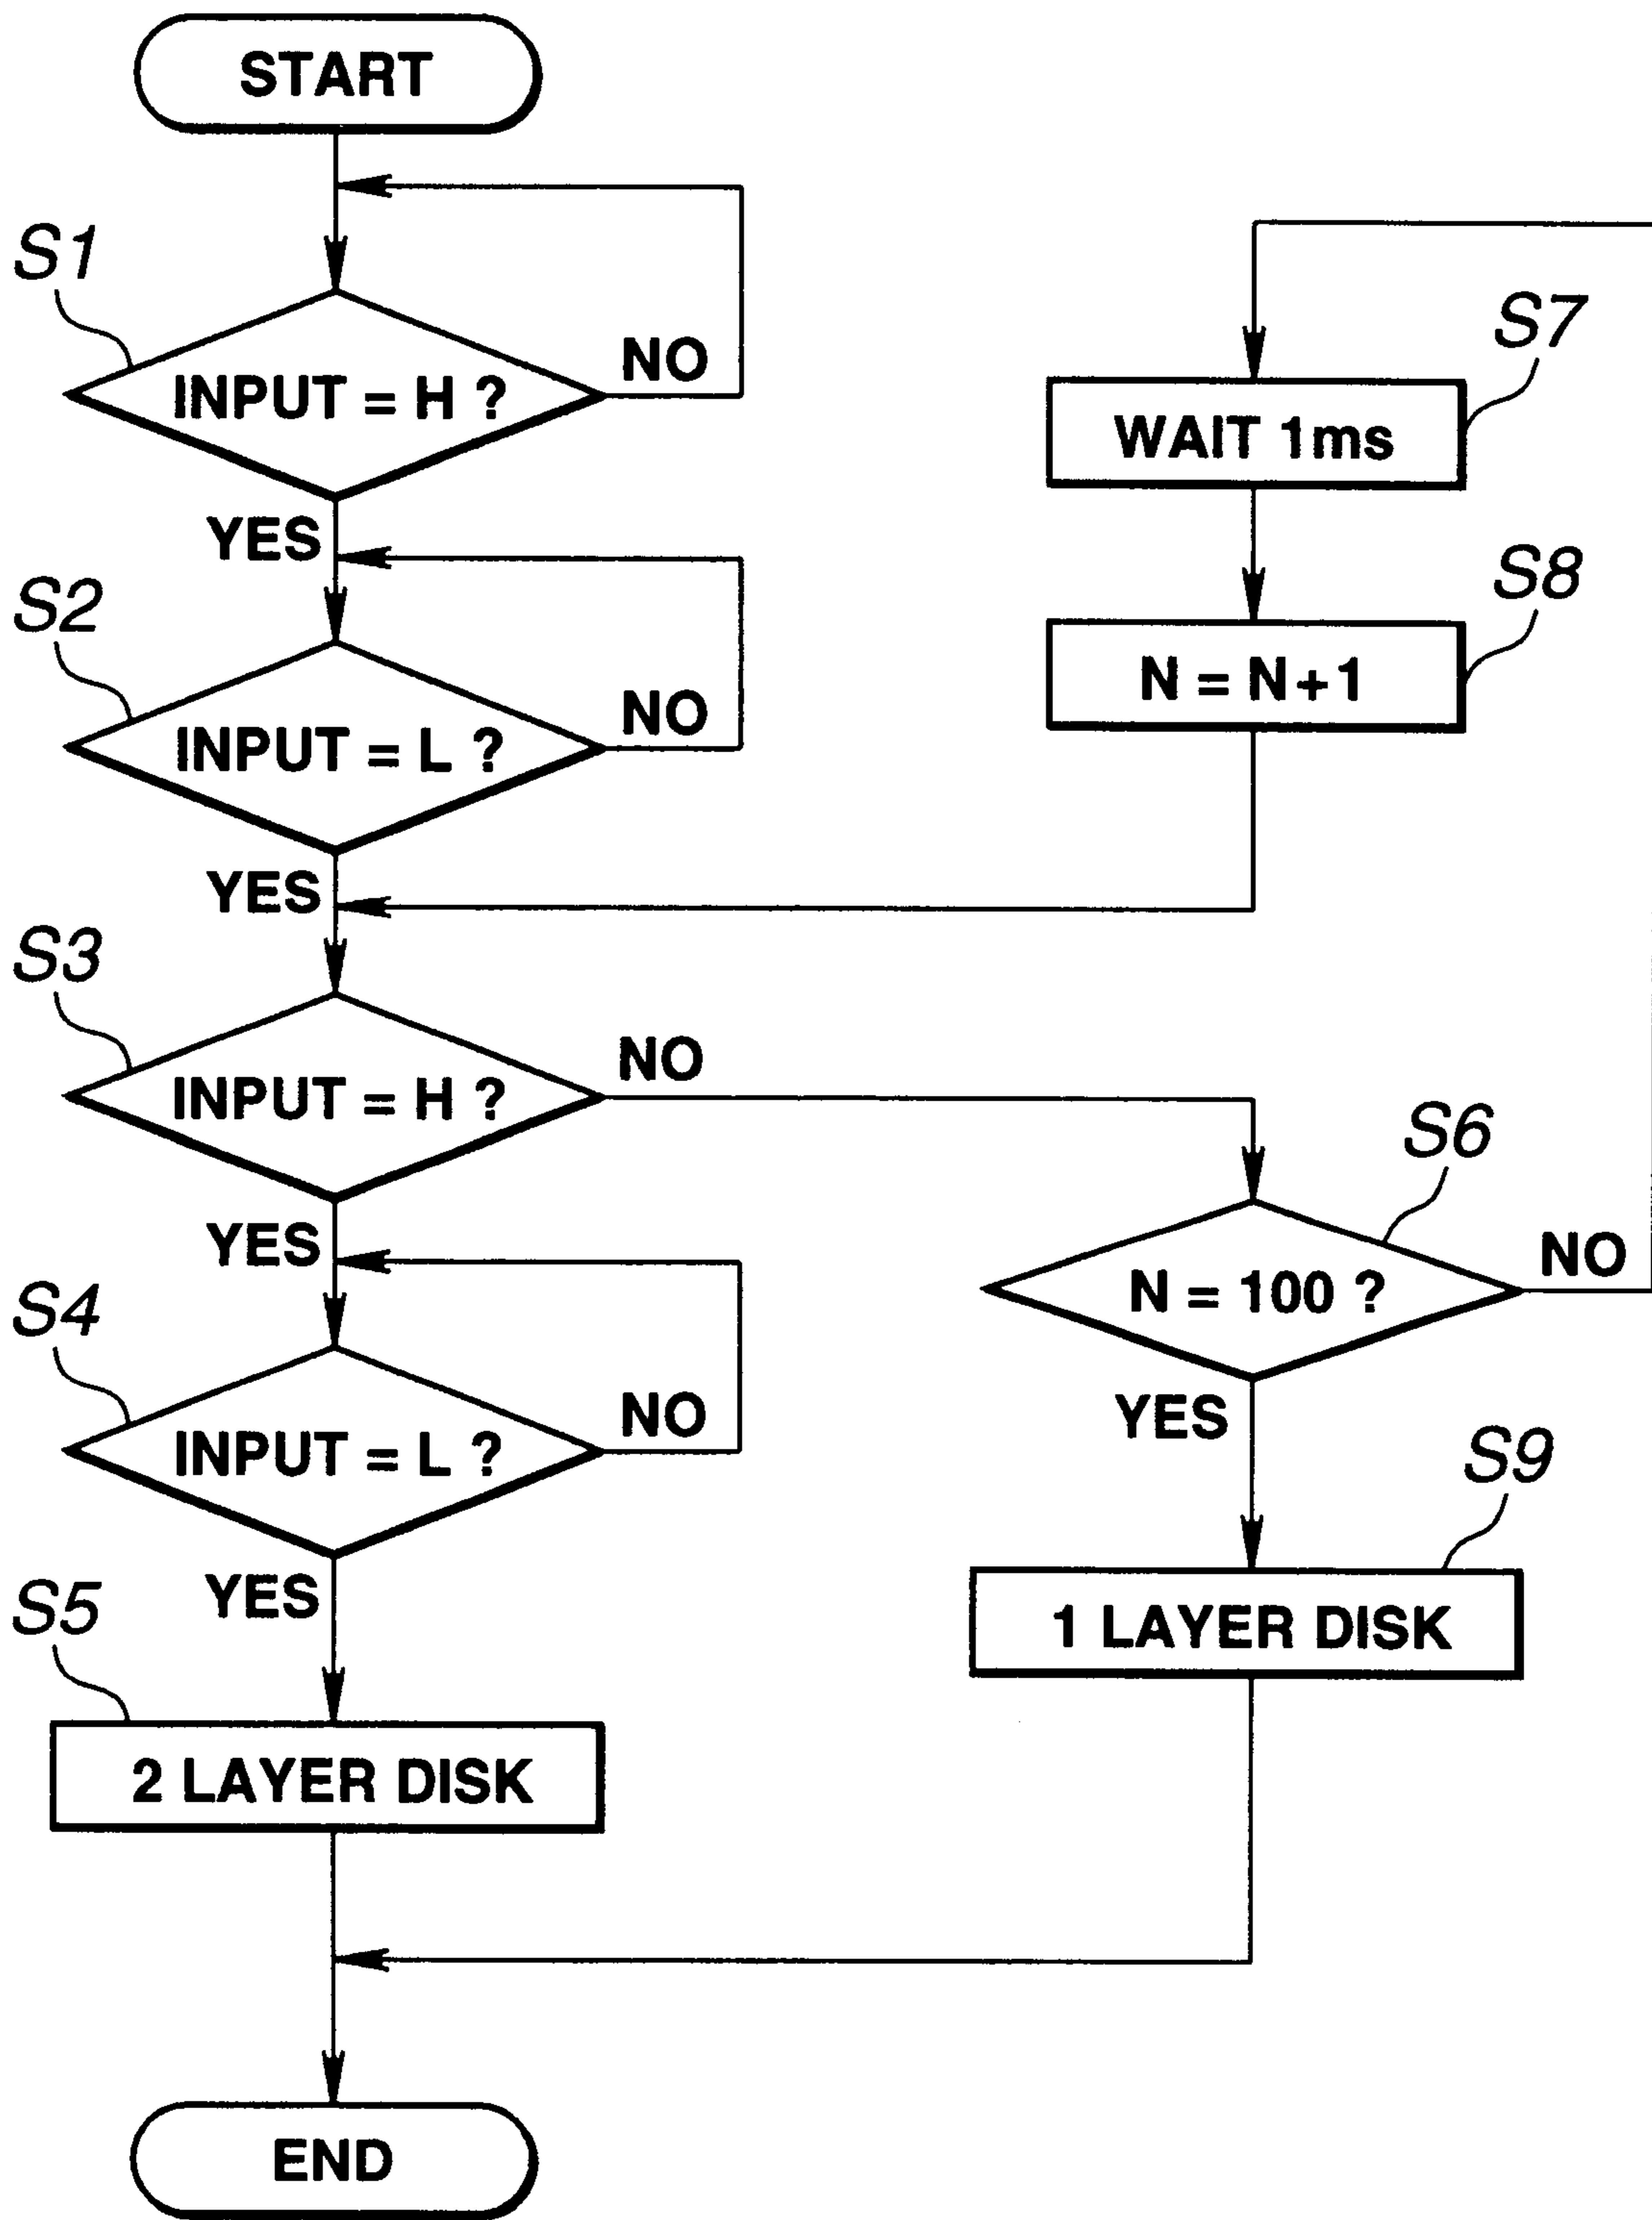 START
S1
INPUT = H ?
NO
YES
S2
INPUT = L ?
NO
YES
S3
INPUT = H ?
NO
YES
S4
INPUT = L ?
NO
YES
S5
2 LAYER DISK
END
S6
N = 100 ?
NO
YES
S7
WAIT 1ms
S8
N = N+1
S9
1 LAYER DISK